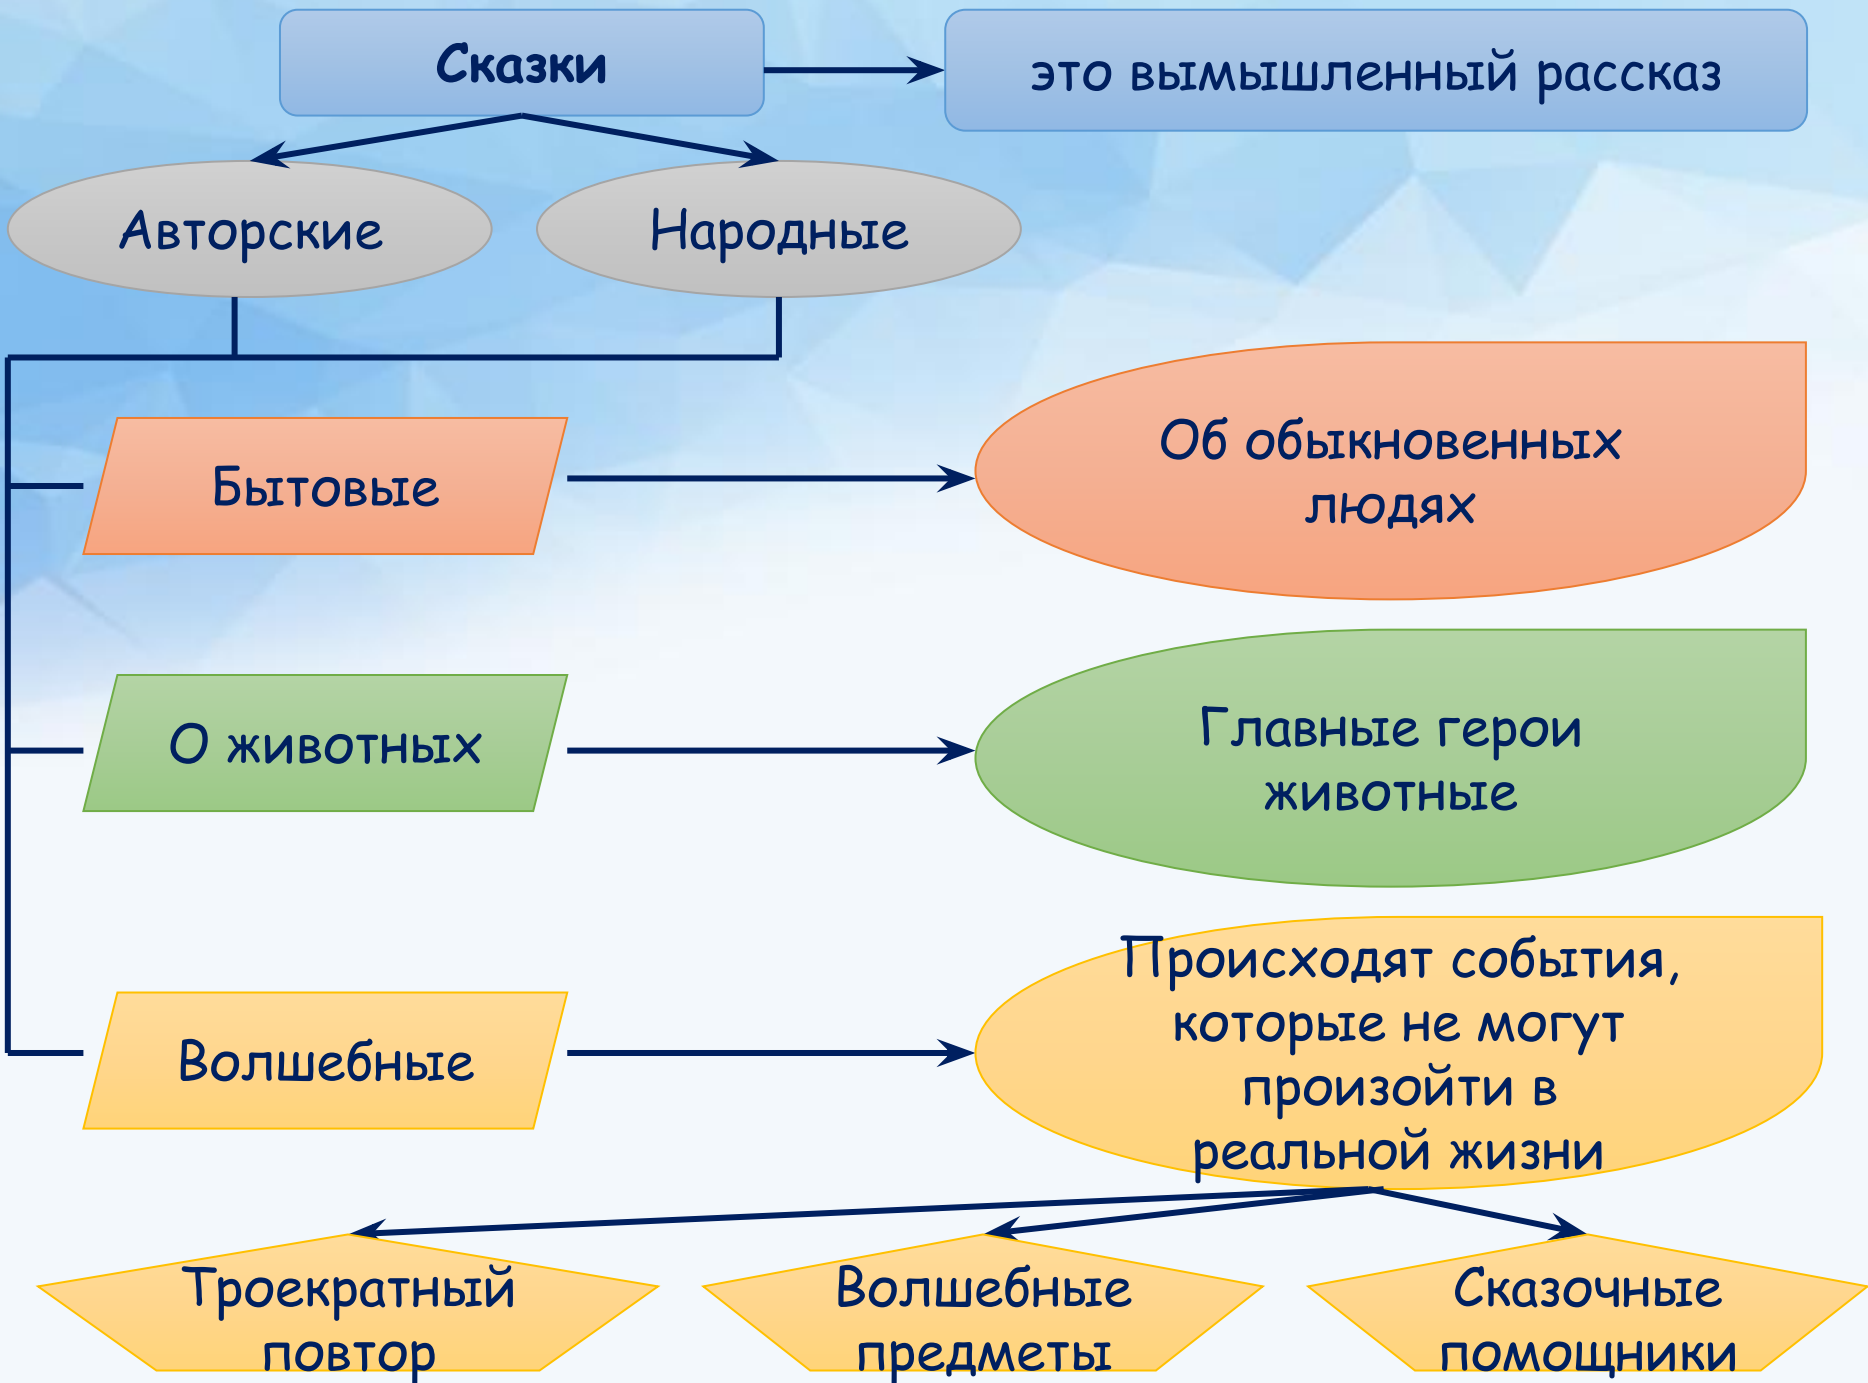 Сказки
это вымышленный рассказ
Авторские
Народные
Бытовые
Об обыкновенных
людях
О животных
Главные герои
животные
Волшебные
Происходят события,
которые не могут
произойти в
реальной жизни
Троекратный
повтор
Волшебные
предметы
Сказочные
помощники